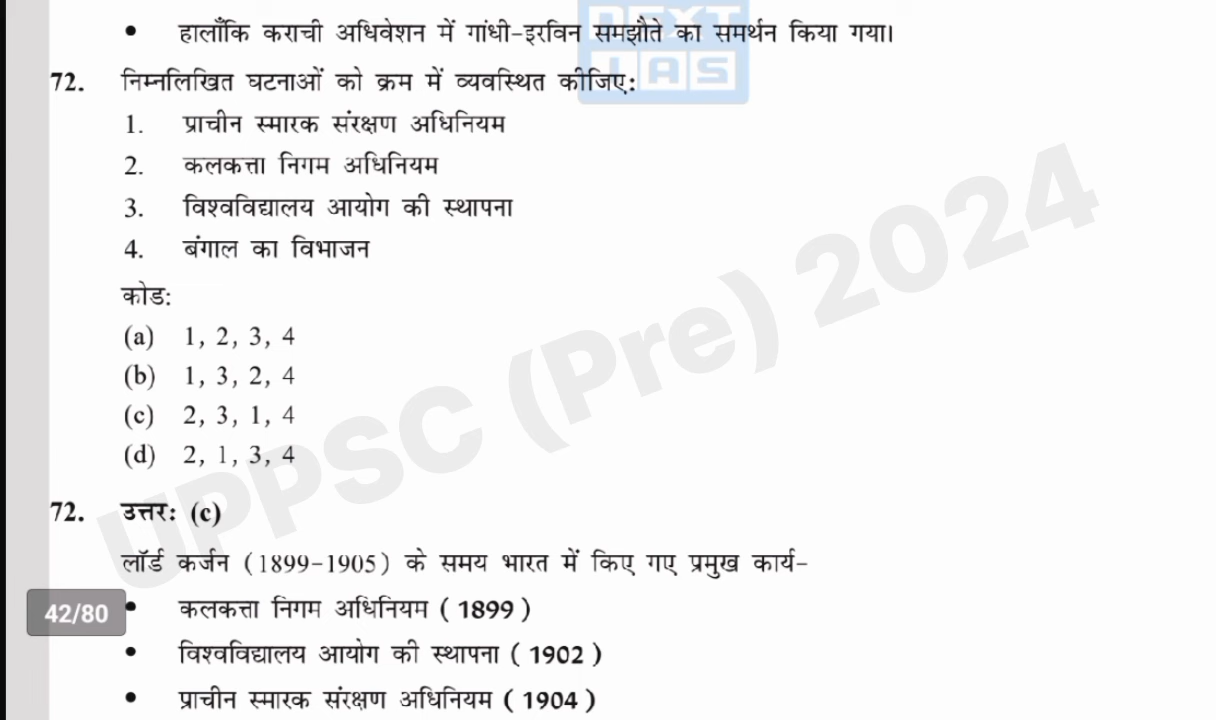 • हालाँकि कराची अधिवेशन में गांधी-इरविन समझौते का समर्थन किया गया।
NEXT
IAS
72. निम्नलिखित घटनाओं को क्रम में व्यवस्थित कीजिए:
1. प्राचीन स्मारक संरक्षण अधिनियम
2. कलकत्ता निगम अधिनियम
3. विश्वविद्यालय आयोग की स्थापना
4. बंगाल का विभाजन
कोड:
(a) 1, 2, 3, 4
(b) 1, 3, 2, 4
(c) 2, 3, 1, 4
(d) 2, 1, 3, 4
UPPSC (Pre) 2024
72. उत्तर: (c)
लॉर्ड कर्जन (1899-1905) के समय भारत में किए गए प्रमुख कार्य-
42/80
• कलकत्ता निगम अधिनियम ( 1899 )
• विश्वविद्यालय आयोग की स्थापना ( 1902 )
• प्राचीन स्मारक संरक्षण अधिनियम ( 1904 )